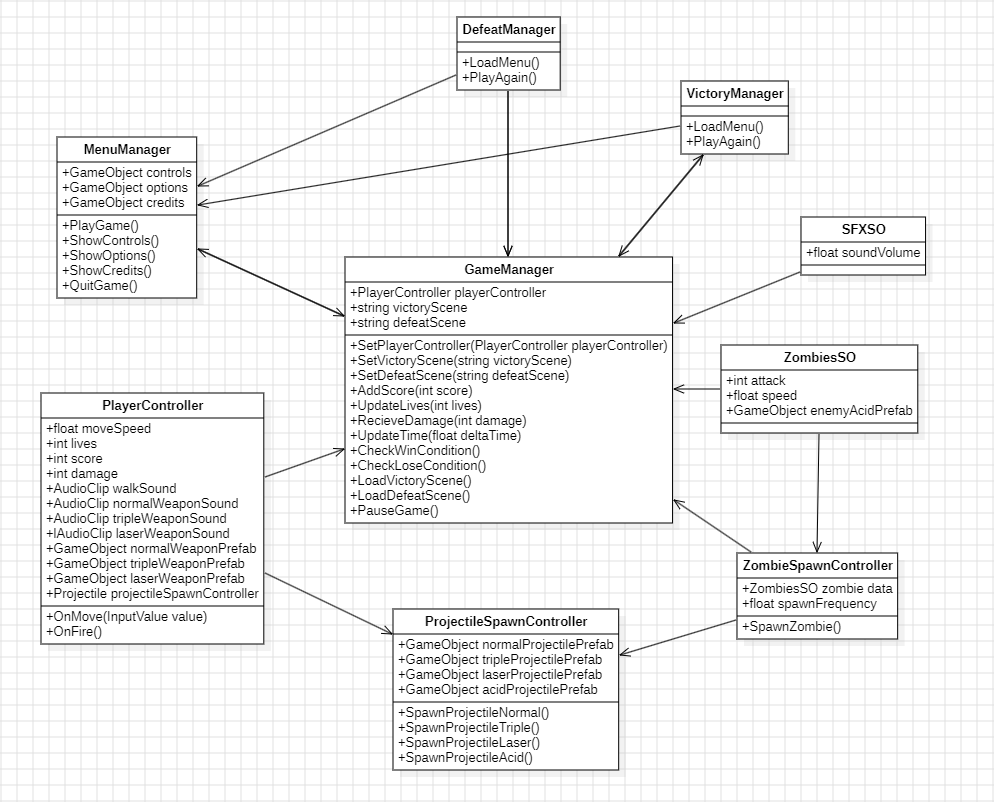 DefeatManager
+LoadMenu()
+PlayAgain()
VictoryManager
+LoadMenu()
+PlayAgain()
MenuManager
+GameObject controls
+GameObject options
+GameObject credits
+PlayGame()
+ShowControls()
+ShowOptions()
+ShowCredits()
+QuitGame()
SFXSO
+float soundVolume
GameManager
+PlayerController playerController
+string victoryScene
+string defeatScene
+SetPlayerController(PlayerController playerController)
+SetVictoryScene(string victoryScene)
+SetDefeatScene(string defeatScene)
+AddScore(int score)
+UpdateLives(int lives)
+RecieveDamage(int damage)
+UpdateTime(float deltaTime)
+CheckWinCondition()
+CheckLoseCondition()
+LoadVictoryScene()
+LoadDefeatScene()
+PauseGame()
ZombiesSO
+int attack
+float speed
+GameObject enemyAcidPrefab
PlayerController
+float moveSpeed
+int lives
+int score
+int damage
+AudioClip walkSound
+AudioClip normalWeaponSound
+AudioClip tripleWeaponSound
+lAudioClip laserWeaponSound
+GameObject normalWeaponPrefab
+GameObject tripleWeaponPrefab
+GameObject laserWeaponPrefab
+Projectile projectileSpawnController
+OnMove(InputValue value)
+OnFire()
ZombieSpawnController
+ZombiesSO zombie data
+float spawnFrequency
+SpawnZombie()
ProjectileSpawnController
+GameObject normalProjectilePrefab
+GameObject tripleProjectilePrefab
+GameObject laserProjectilePrefab
+GameObject acidProjectilePrefab
+SpawnProjectileNormal()
+SpawnProjectileTriple()
+SpawnProjectileLaser()
+SpawnProjectileAcid()